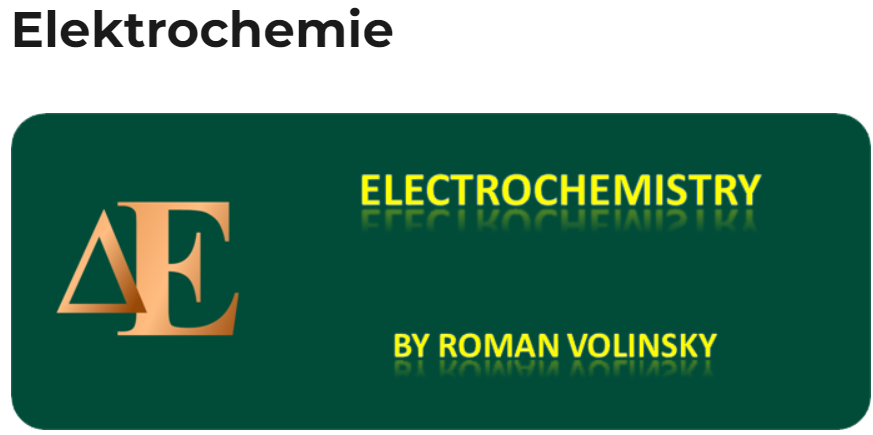 Elektrochemie
ELECTROCHEMISTRY
ΔE
BY ROMAN VOLINSKY